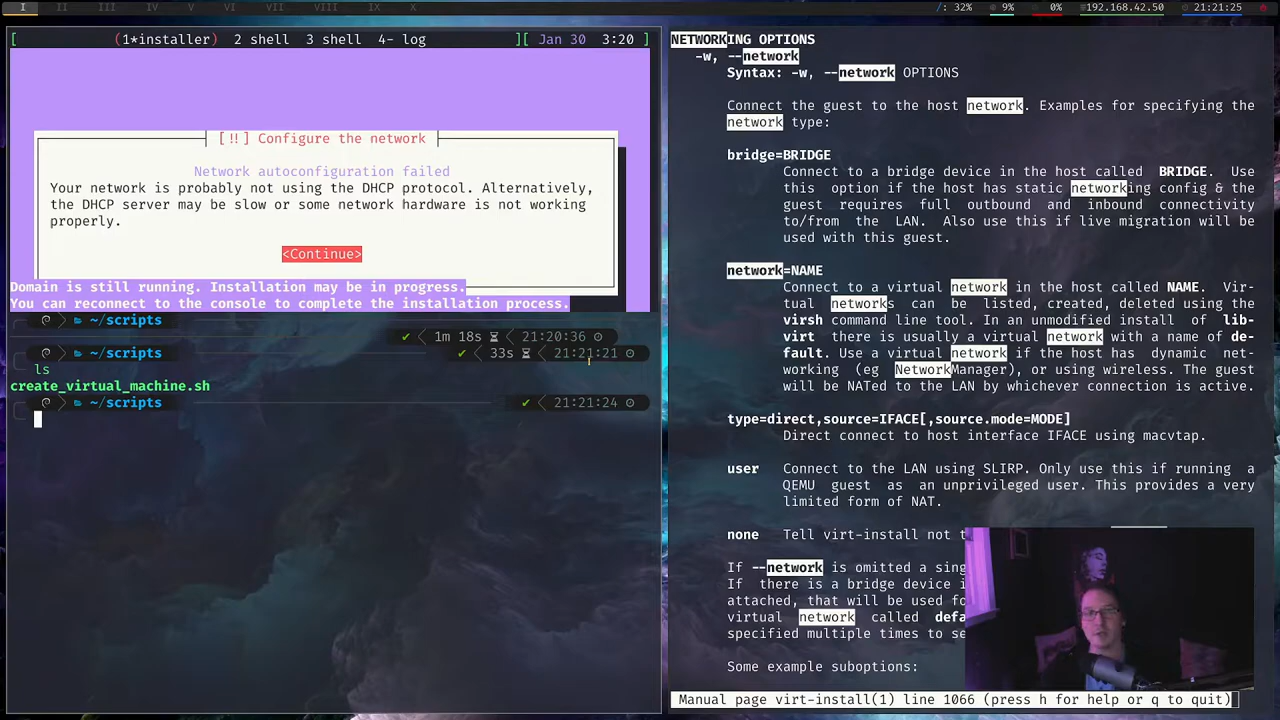 I II III IV V VI VII VIII IX X /: 32% 9% 0% 192.168.42.50 21:21:25
[ (1*installer) 2 shell 3 shell 4- log ][ Jan 30 3:20 ]
[!!] Configure the network
Network autoconfiguration failed
Your network is probably not using the DHCP protocol. Alternatively,
the DHCP server may be slow or some network hardware is not working
properly.
<Continue>
Domain is still running. Installation may be in progress.
You can reconnect to the console to complete the installation process.
~/scripts
✔ 1m 18s 21:20:36
~/scripts ✔ 33s 21:21:21
ls
create_virtual_machine.sh
~/scripts ✔ 21:21:24
NETWORKING OPTIONS
-w, --network
Syntax: -w, --network OPTIONS
Connect the guest to the host network. Examples for specifying the
network type:
bridge=BRIDGE
Connect to a bridge device in the host called BRIDGE. Use
this option if the host has static networking config & the
guest requires full outbound and inbound connectivity
to/from the LAN. Also use this if live migration will be
used with this guest.
network=NAME
Connect to a virtual network in the host called NAME. Vir-
tual networks can be listed, created, deleted using the
virsh command line tool. In an unmodified install of lib-
virt there is usually a virtual network with a name of de-
fault. Use a virtual network if the host has dynamic net-
working (eg NetworkManager), or using wireless. The guest
will be NATed to the LAN by whichever connection is active.
type=direct,source=IFACE[,source.mode=MODE]
Direct connect to host interface IFACE using macvtap.
user Connect to the LAN using SLIRP. Only use this if running a
QEMU guest as an unprivileged user. This provides a very
limited form of NAT.
none Tell virt-install not t
If --network is omitted a sing
If there is a bridge device i
attached, that will be used fo
virtual network called defa
specified multiple times to se
Some example suboptions:
Manual page virt-install(1) line 1066 (press h for help or q to quit)